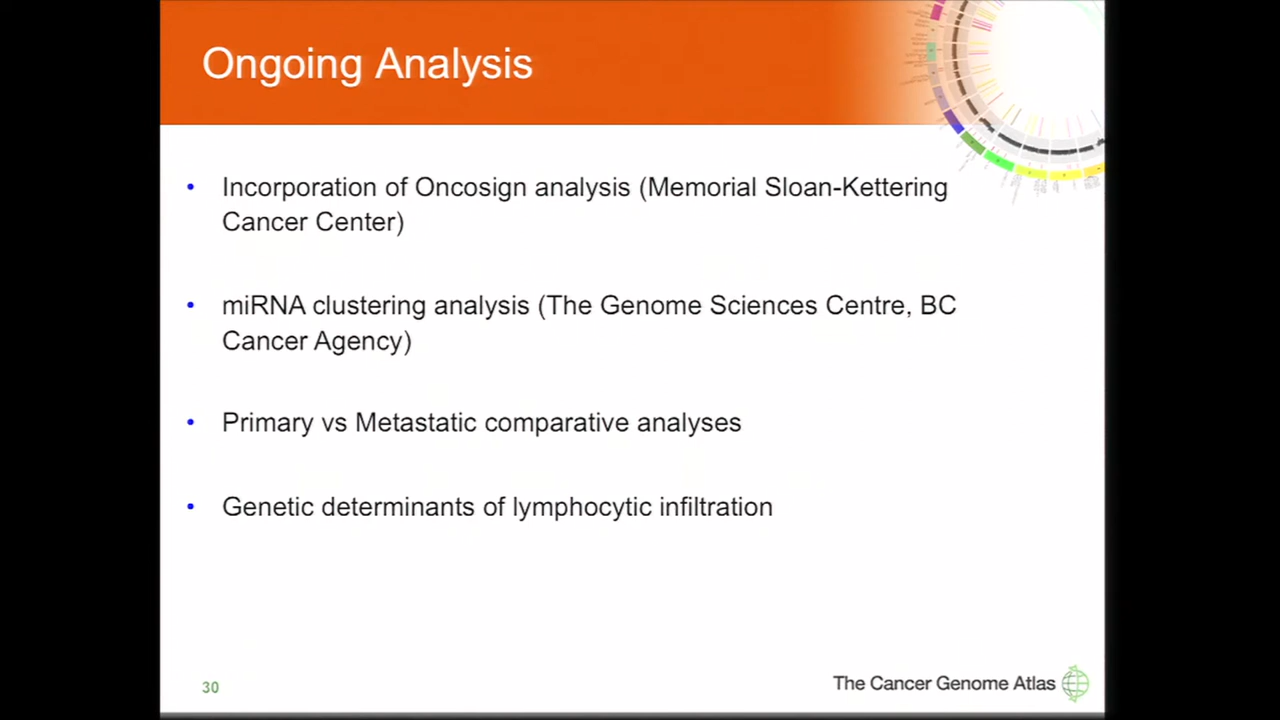 Ongoing Analysis
• Incorporation of Oncosign analysis (Memorial Sloan-Kettering
Cancer Center)
• miRNA clustering analysis (The Genome Sciences Centre, BC
Cancer Agency)
• Primary vs Metastatic comparative analyses
• Genetic determinants of lymphocytic infiltration
30
The Cancer Genome Atlas